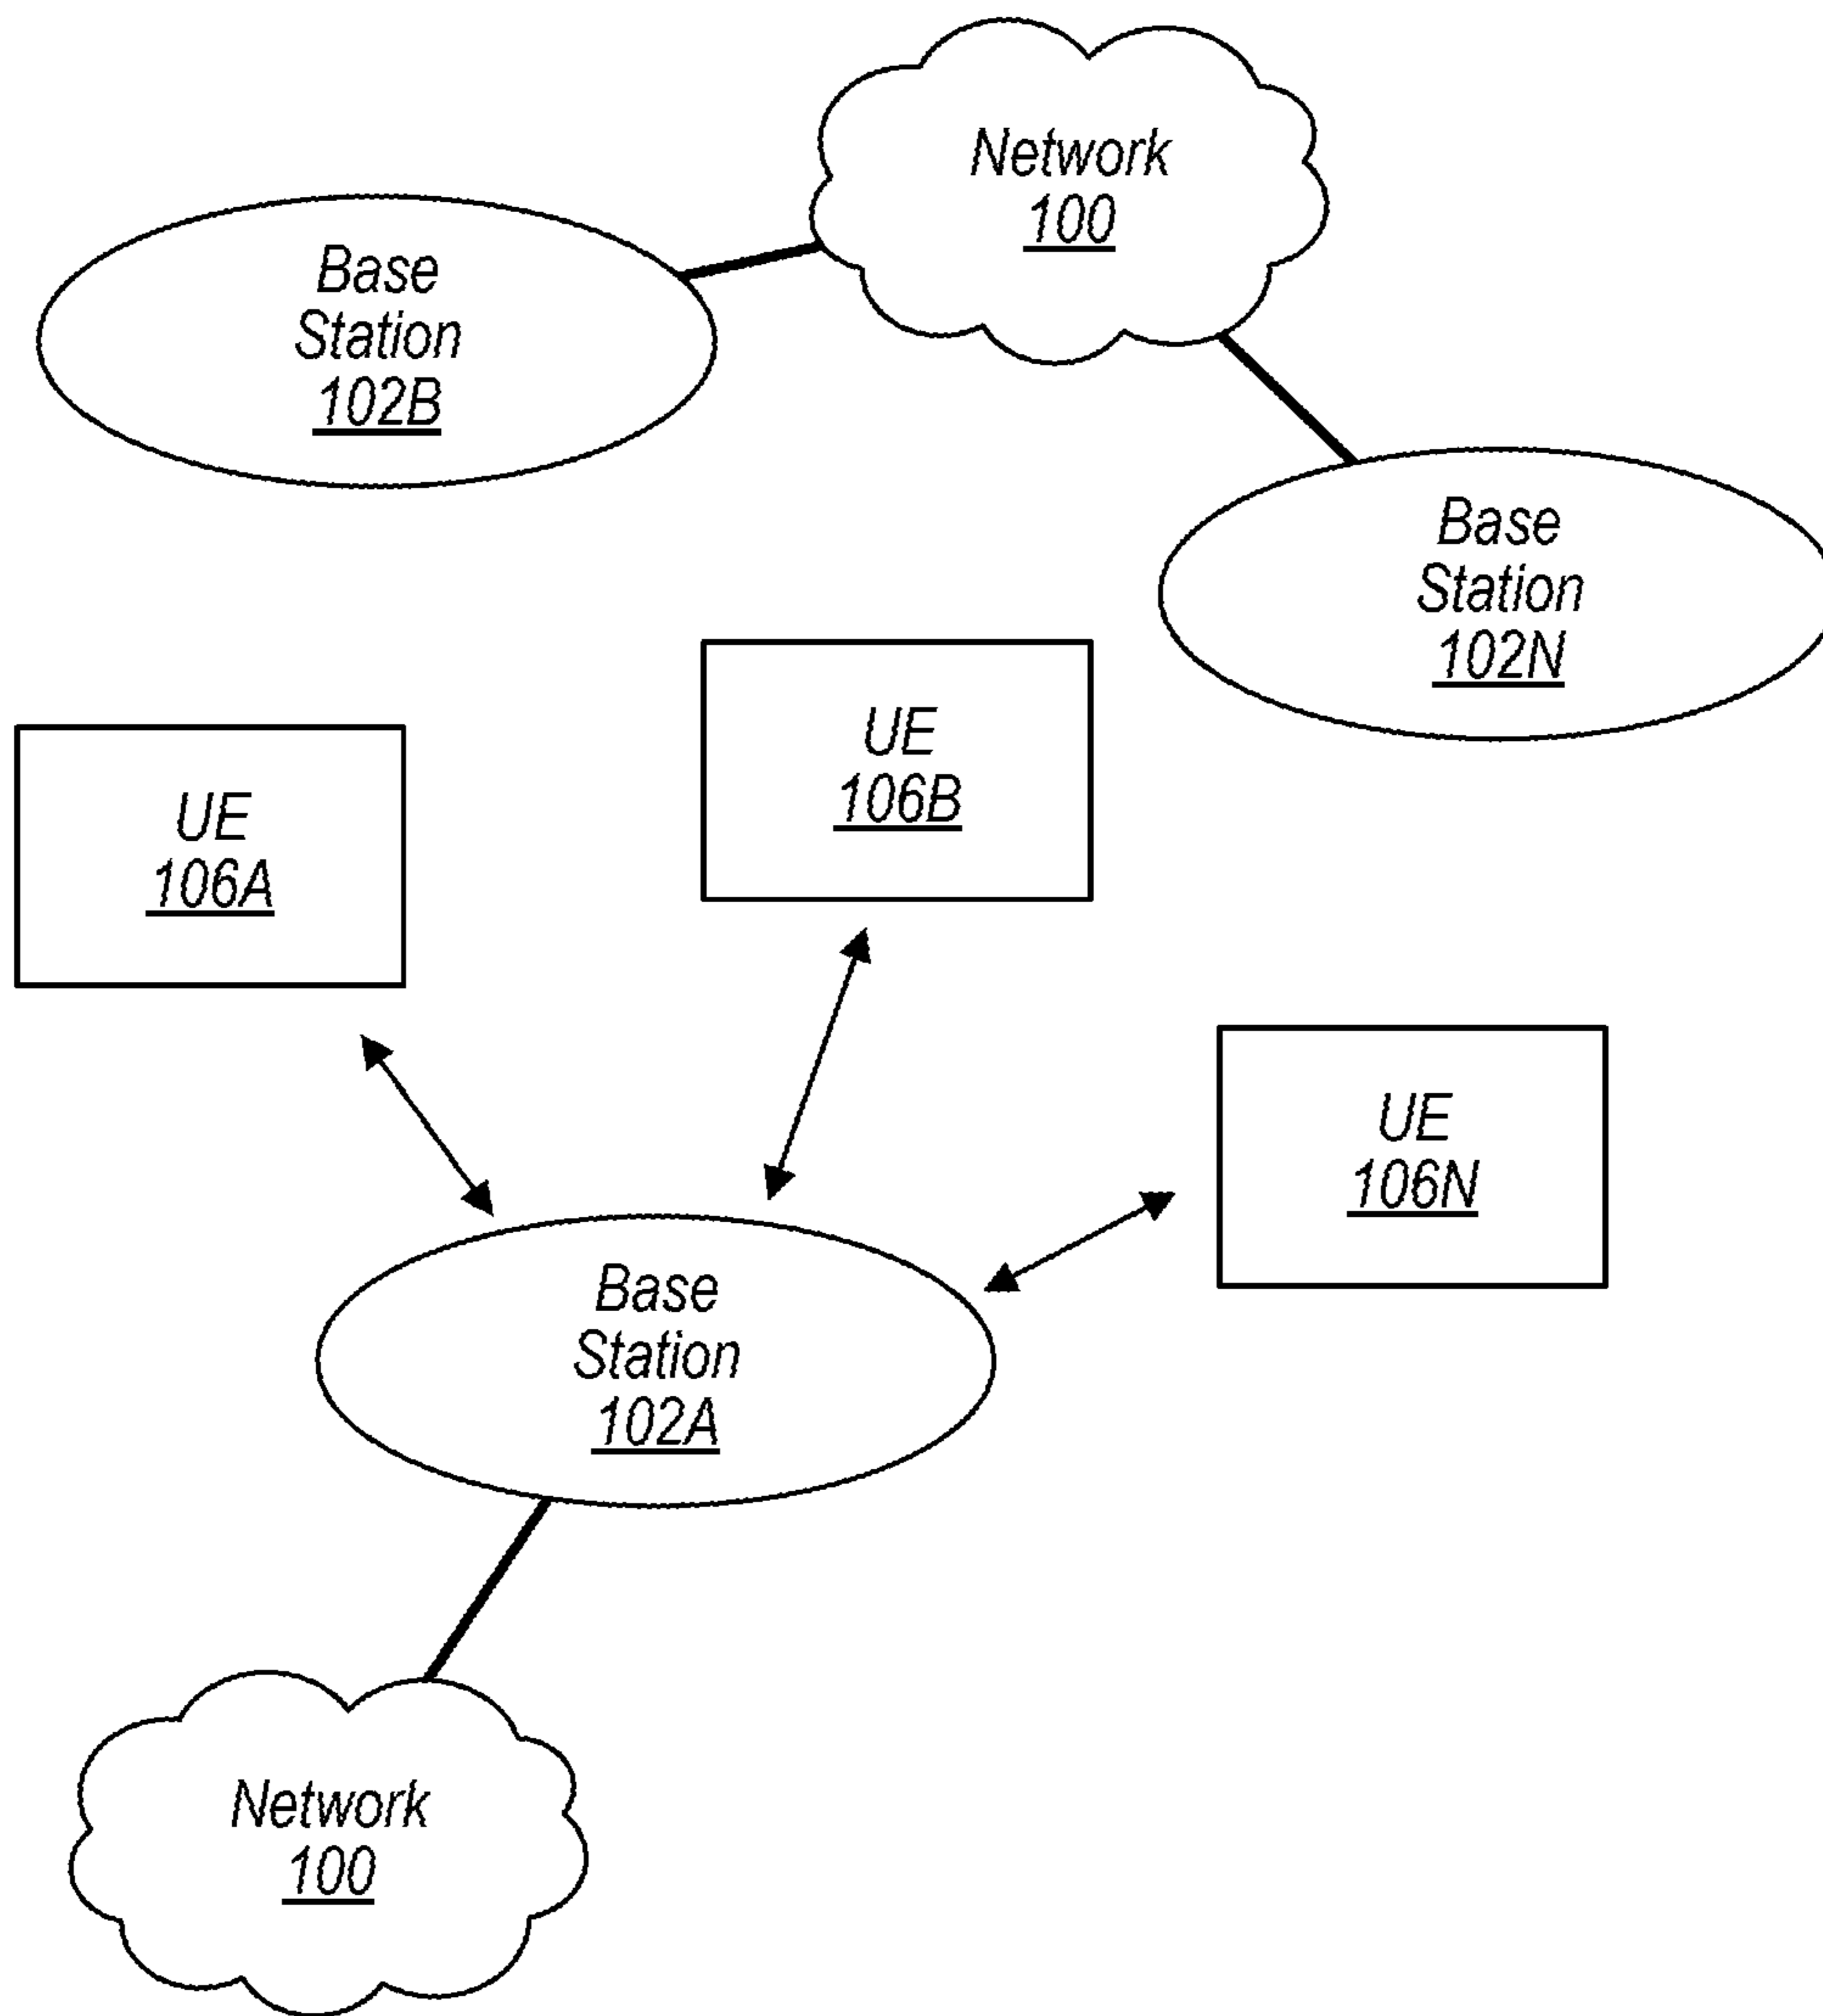 Network
100
Base
Station
102B
Base
Station
102N
UE
106B
UE
106A
UE
106N
Base
Station
102A
Network
100